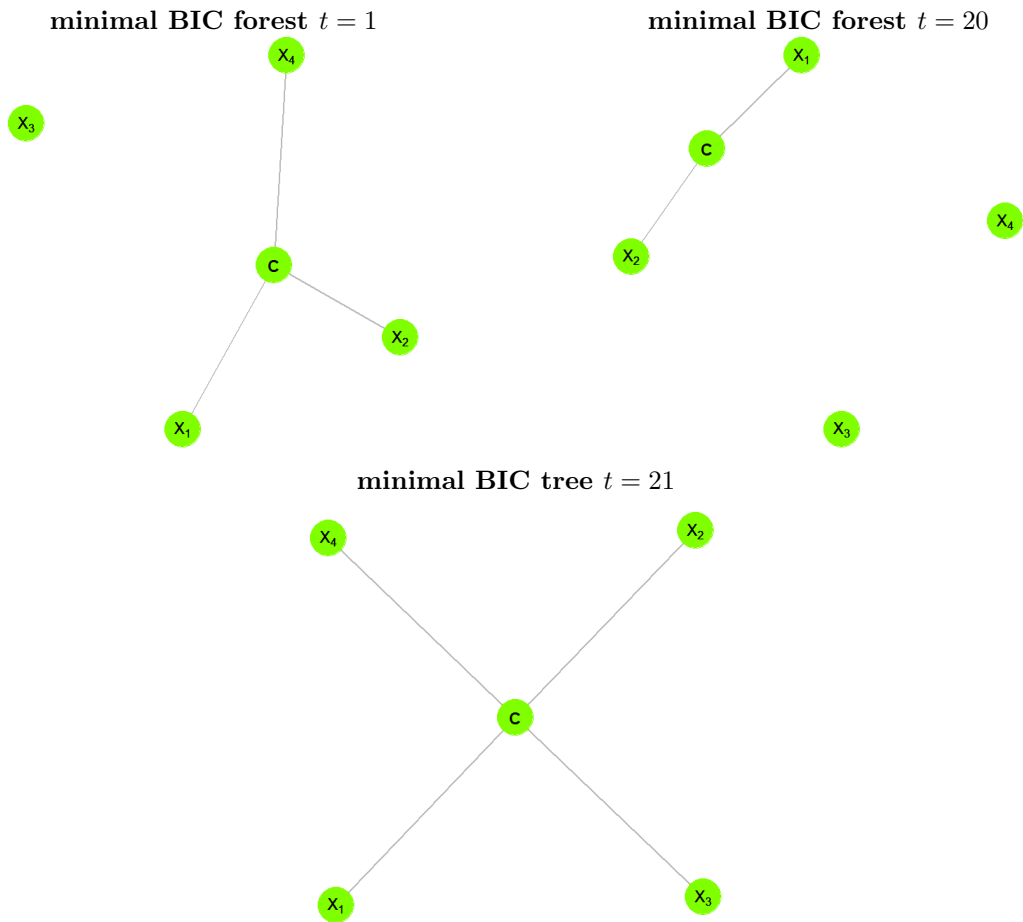 minimal BIC forest t = 1
X₄
X₃
C
X₂
X₁
minimal BIC forest t = 20
X₁
C
X₄
X₂
X₃
minimal BIC tree t = 21
X₄
X₂
C
X₁
X₃